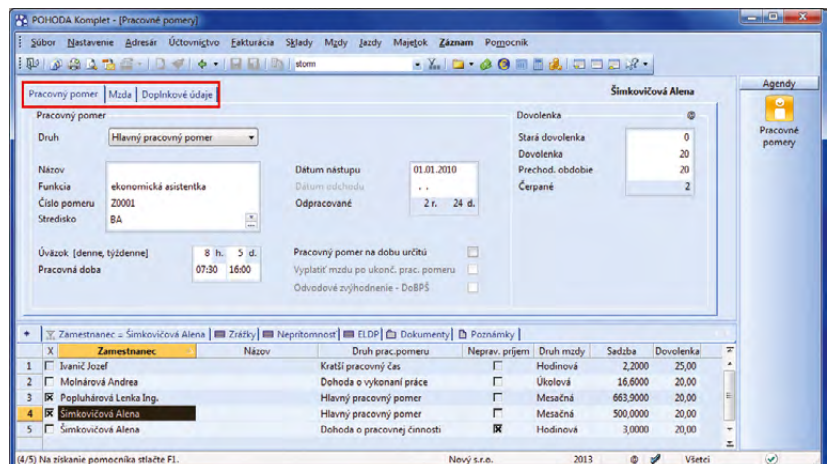 POHODA Komplet - [Pracovné pomery]
Súbor Nastavenie Adresár Účtovníctvo Fakturácia Sklady Mzdy Jazdy Majetok Záznam Pomocník
storm
Agendy
Pracovný pomer Mzda Doplnkové údaje Šimkovičová Alena
Pracovné pomery
Pracovný pomer Dovolenka
Druh Hlavný pracovný pomer Stará dovolenka 0
Dovolenka 20
Názov Dátum nástupu 01.01.2010 Prechod. obdobie 20
Funkcia ekonomická asistentka Dátum odchodu . . Čerpané 2
Číslo pomeru Z0001 Odpracované 2 r. 24 d.
Stredisko BA
Úväzok [denne, týždenne] 8 h. 5 d. Pracovný pomer na dobu určitú
Pracovná doba 07:30 16:00 Vyplatiť mzdu po ukonč. prac. pomeru
Odvodové zvýhodnenie - DoBPŠ
Zamestnanec = Šimkovičová Alena Zrážky Neprítomnosť ELDP Dokumenty Poznámky
X Zamestnanec Názov Druh prac.pomeru Neprav. príjem Druh mzdy Sadzba Dovolenka
1 Ivanič Jozef Kratší pracovný čas Hodinová 2,2000 25,00
2 Molnárová Andrea Dohoda o vykonaní práce Úkolová 16,6000 20,00
3 Popluhárová Lenka Ing. Hlavný pracovný pomer Mesačná 663,9000 20,00
4 Šimkovičová Alena Hlavný pracovný pomer Mesačná 500,0000 20,00
5 Šimkovičová Alena Dohoda o pracovnej činnosti Hodinová 3,0000 20,00
(4/5) Na získanie pomocníka stlačte F1. Nový s.r.o. 2013 @ Všetci